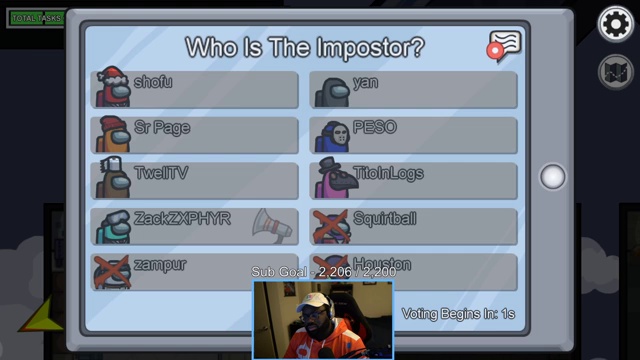 TOTAL TASKS
Who Is The Impostor?
shofu
yan
Sr Page
PESO
TwellTV
TitoInLogs
ZackZXPHYR
Squirtball
zampur
Houston
Sub Goal - 2,206 / 2,200
Voting Begins In: 1s